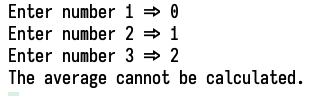 Enter number 1 => 0
Enter number 2 => 1
Enter number 3 => 2
The average cannot be calculated.